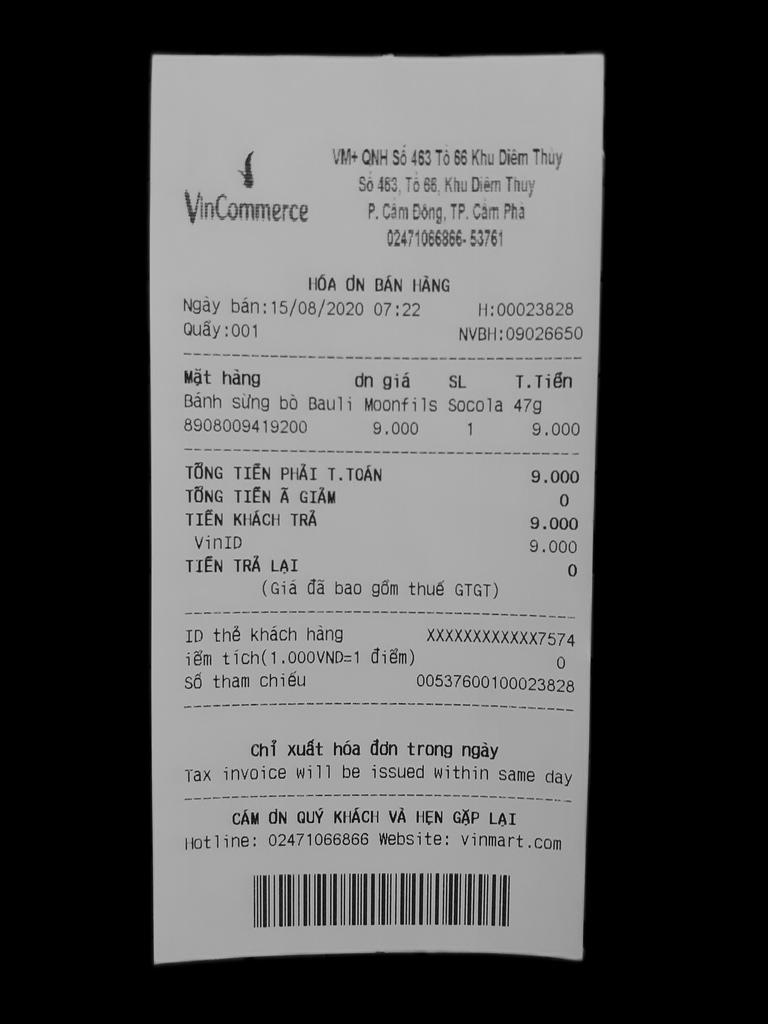 VinCommerce
VM+ QNH Số 463 Tổ 66 Khu Diêm Thủy
Số 463, Tổ 66, Khu Diêm Thuy
P. Cẩm Đông, TP. Cẩm Phả
02471066866- 53761
HÓA ƠN BÁN HÀNG
Ngày bán:15/08/2020 07:22 H:00023828
Quầy:001 NVBH:09026650
Mặt hàng ơn giá SL T.Tiền
Bánh sừng bò Bauli Moonfils Socola 47g
8908009419200 9.000 1 9.000
TỔNG TIỀN PHẢI T.TOÁN 9.000
TỔNG TIỀN Ã GIẢM 0
TIỀN KHÁCH TRẢ 9.000
VinID 9.000
TIỀN TRẢ LẠI 0
(Giá đã bao gồm thuế GTGT)
ID thẻ khách hàng XXXXXXXXXXXX7574
iểm tích(1.000VND=1 điểm) 0
Số tham chiếu 00537600100023828
Chỉ xuất hóa đơn trong ngày
Tax invoice will be issued within same day
CẢM ƠN QUÝ KHÁCH VÀ HẸN GẶP LẠI
Hotline: 02471066866 Website: vinmart.com